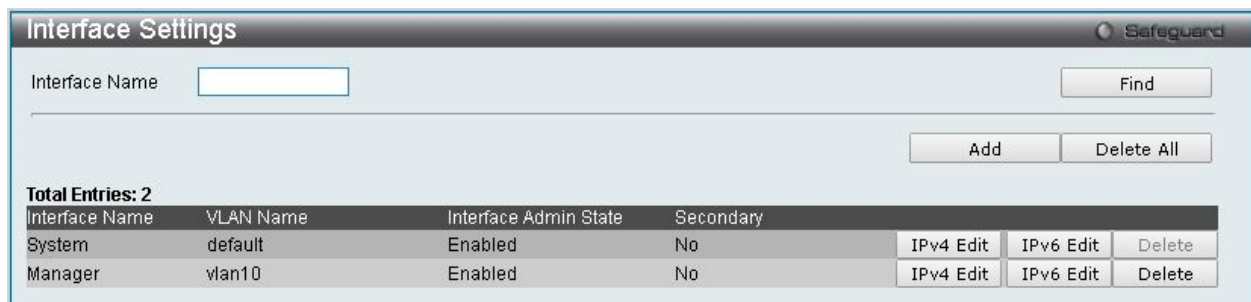 Interface Settings Safeguard
Interface Name Find
Add Delete All
Total Entries: 2
Interface Name VLAN Name Interface Admin State Secondary
System default Enabled No IPv4 Edit IPv6 Edit Delete
Manager vlan10 Enabled No IPv4 Edit IPv6 Edit Delete